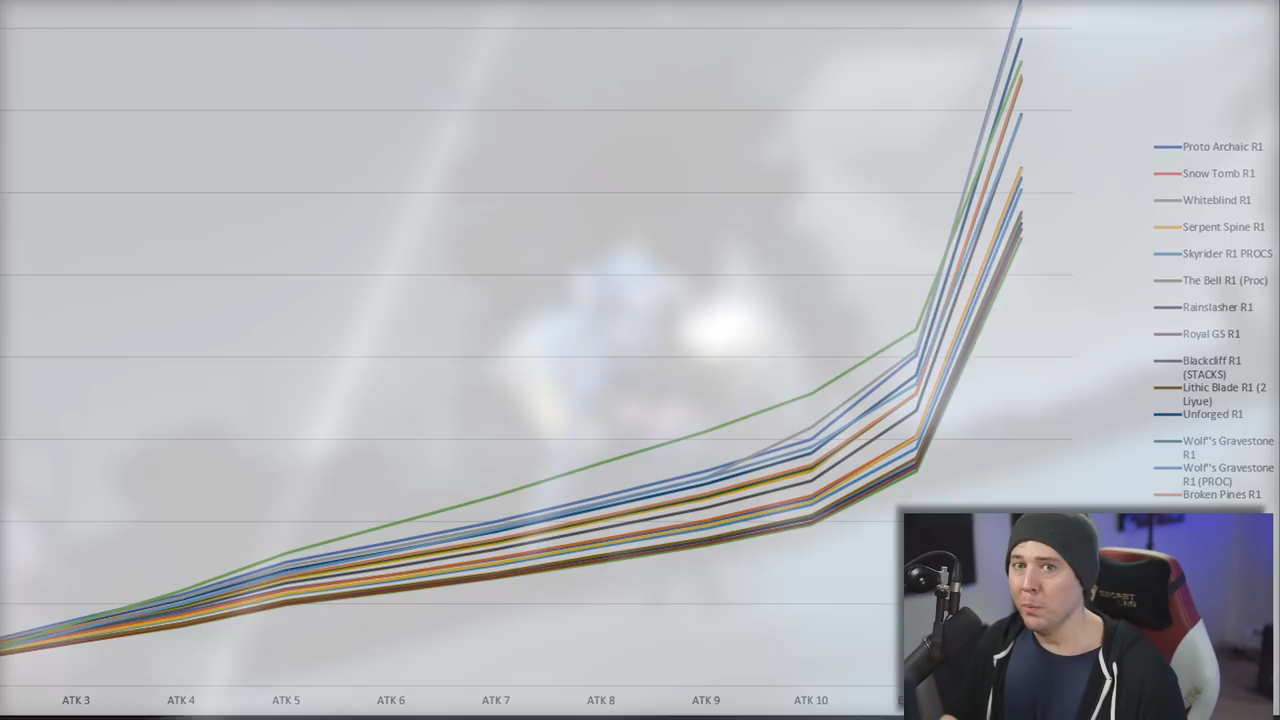 Proto Archaic R1
Snow Tomb R1
Whiteblind R1
Serpent Spine R1
Skyrider R1 PROCS
The Bell R1 (Proc)
Rainslasher R1
Royal GS R1
Blackcliff R1
(STACKS)
Lithic Blade R1 (2
Liyue)
Unforged R1
Wolf"s Gravestone
R1
Wolf"s Gravestone
R1 (PROC)
Broken Pines R1
ATK 3 ATK 4 ATK 5 ATK 6 ATK 7 ATK 8 ATK 9 ATK 10
SECRET
LAB